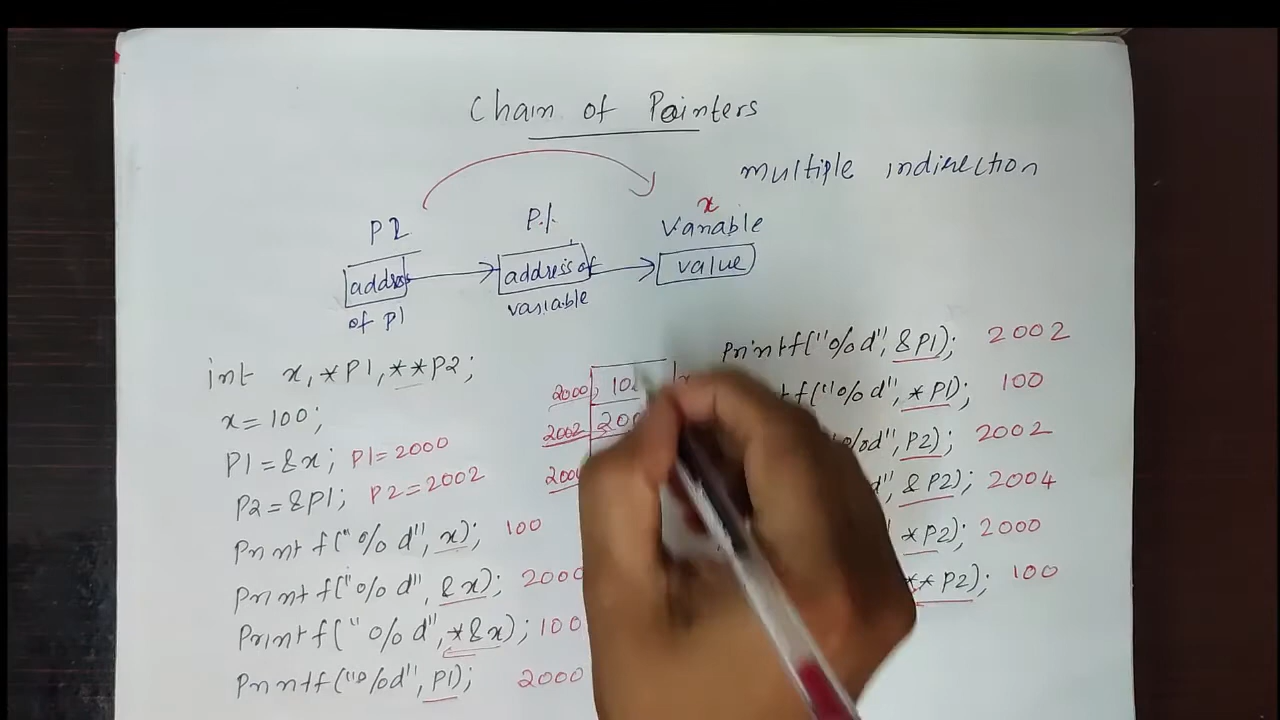 Chain of Pointers
multiple indirection
P2
P1
x
Variable
address
of P1
address of
variable
value
int x, *P1, **P2;
x = 100;
P1 = &x; P1 = 2000
P2 = &P1; P2 = 2002
Printf("%d", x); 100
Printf("%d", &x); 2000
Printf("%d", *&x); 100
Printf("%d", P1); 2000
2000
2002
2004
Printf("%d", &P1); 2002
f("%d", *P1); 100
%d", P2); 2002
d", &P2); 2004
*P2); 2000
**P2); 100